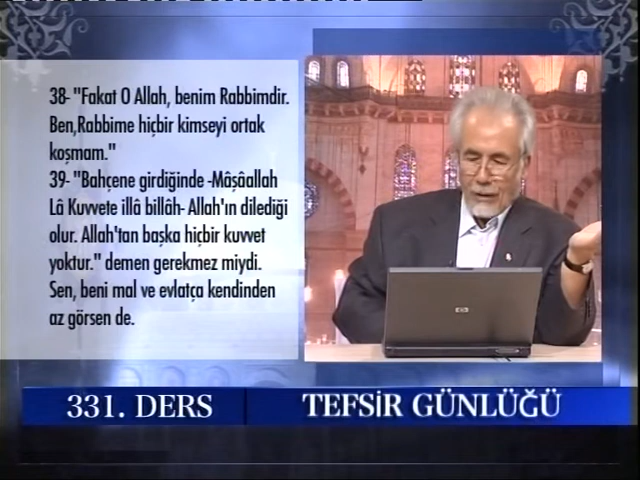 38- "Fakat O Allah, benim Rabbimdir.
Ben,Rabbime hiçbir kimseyi ortak
koşmam."
39- "Bahçene girdiğinde -Mâşâallah
Lâ Kuvvete illâ billâh- Allah'ın dilediği
olur. Allah'tan başka hiçbir kuvvet
yoktur." demen gerekmez miydi.
Sen, beni mal ve evlatça kendinden
az görsen de.
hp
331. DERS
TEFSİR GÜNLÜĞÜ